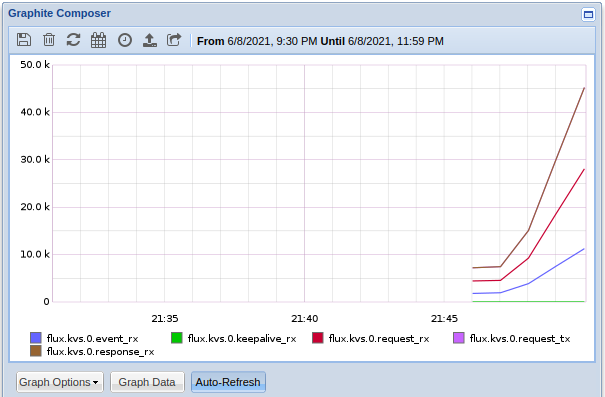 Graphite Composer
From 6/8/2021, 9:30 PM Until 6/8/2021, 11:59 PM
50.0 k
40.0 k
30.0 k
20.0 k
10.0 k
0
21:35 21:40 21:45
flux.kvs.0.event_rx flux.kvs.0.keepalive_rx flux.kvs.0.request_rx flux.kvs.0.request_tx
flux.kvs.0.response_rx
Graph Options Graph Data Auto-Refresh